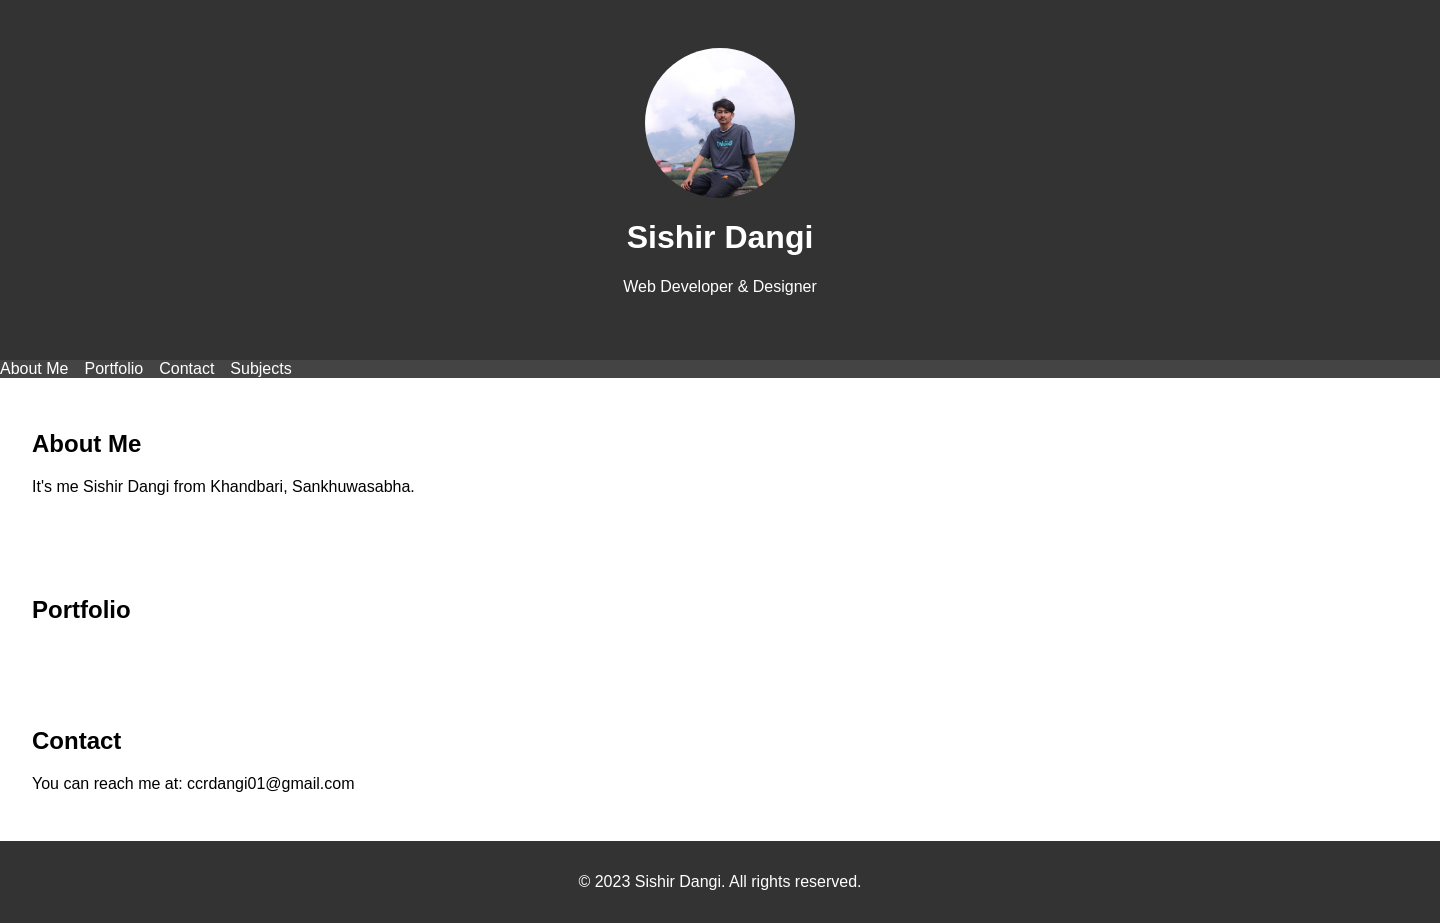 Sishir Dangi
Web Developer & Designer
About Me Portfolio Contact Subjects
About Me
It's me Sishir Dangi from Khandbari, Sankhuwasabha.
Portfolio
Contact
You can reach me at: ccrdangi01@gmail.com
© 2023 Sishir Dangi. All rights reserved.